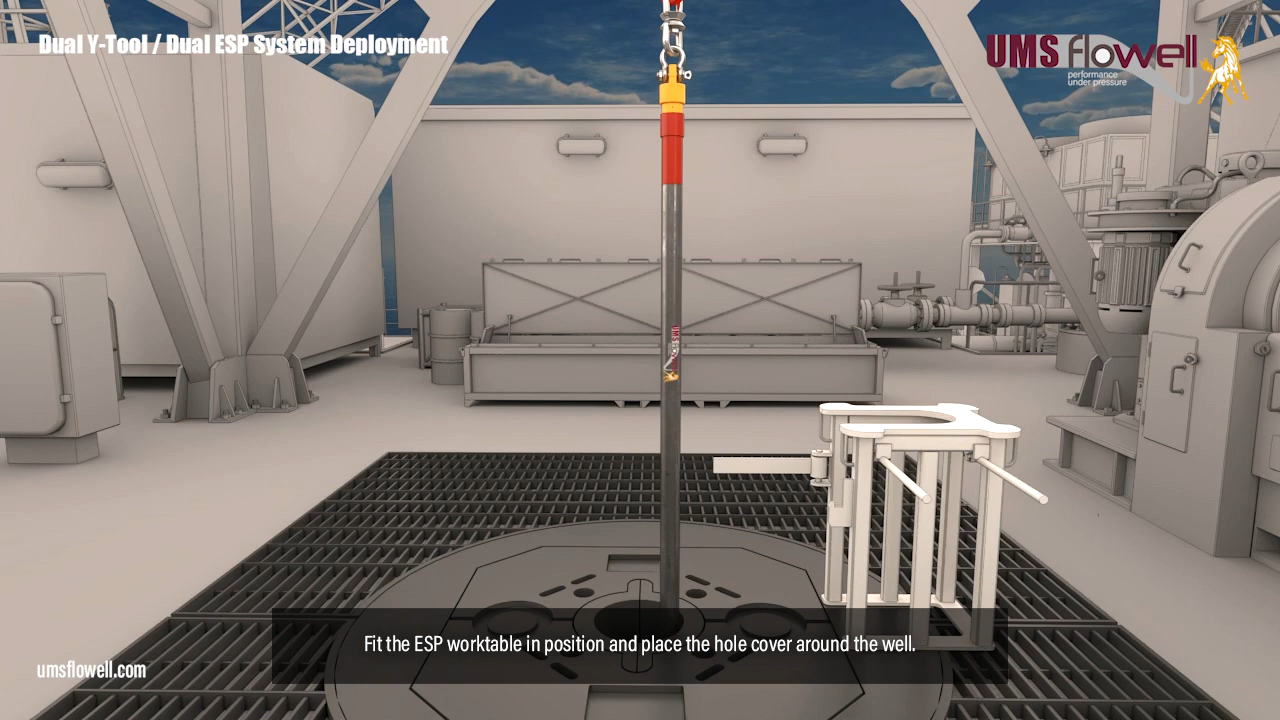 Dual Y-Tool / Dual ESP System Deployment
UMS flowell
performance
under pressure
Fit the ESP worktable in position and place the hole cover around the well.
umsflowell.com